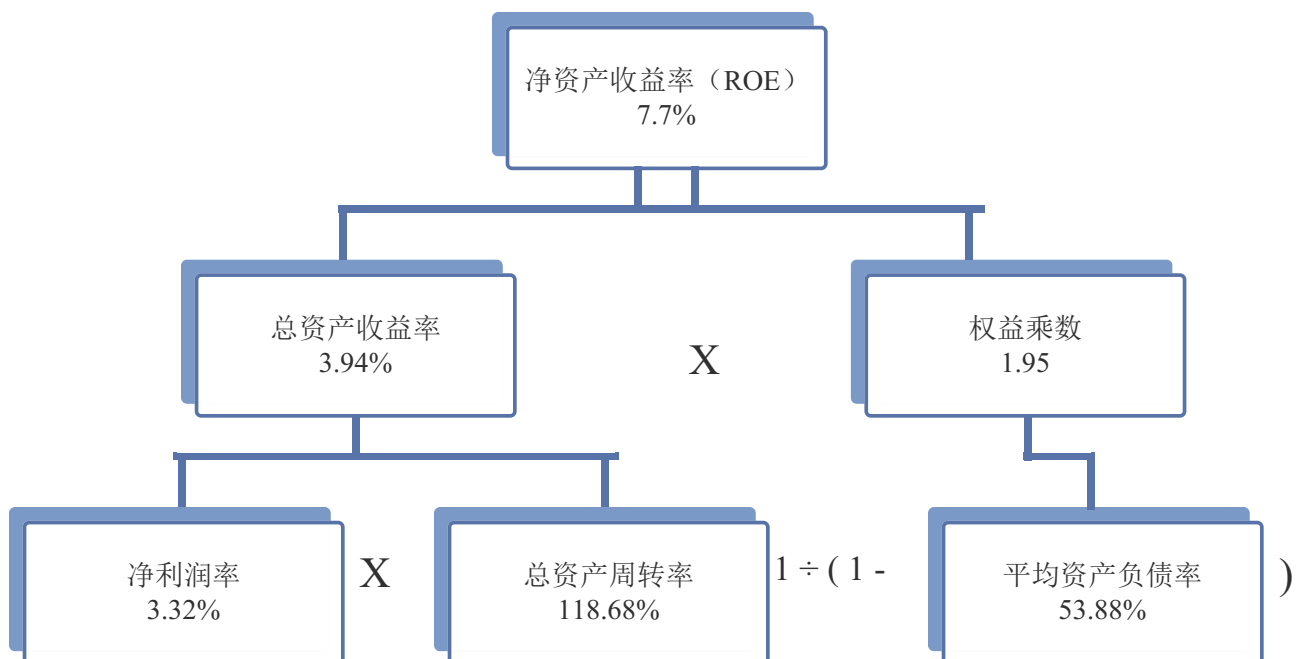 净资产收益率（ROE）
7.7%
总资产收益率
3.94%
X
权益乘数
1.95
净利润率
3.32%
X
总资产周转率
118.68%
1 ÷ ( 1 -
平均资产负债率
53.88%
)